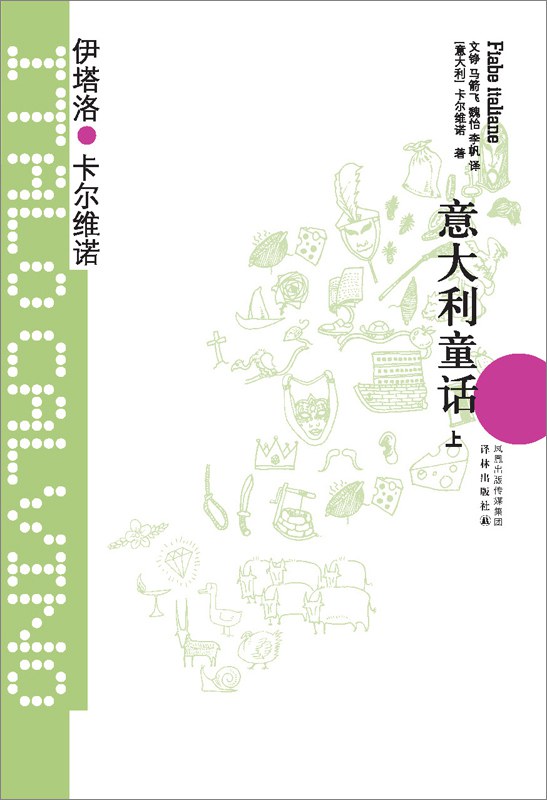 ITALO CALVINO
伊塔洛●卡尔维诺
Fiabe italiane
文铮 马箭飞 魏怡 李帆 译
[意大利] 卡尔维诺 著
意大利童话
上
凤凰出版传媒集团
译林出版社